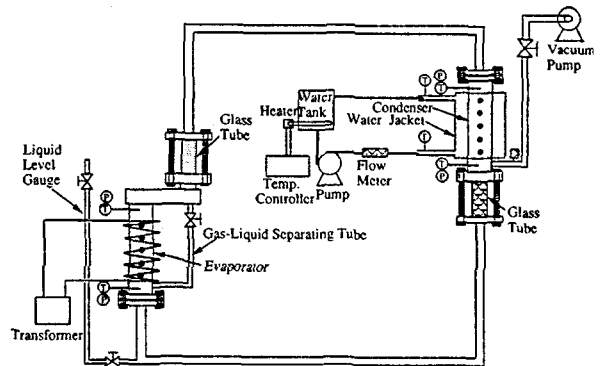 Vacuum
Pump
P
T
T
Water
Tank
Heater
Condenser
Water Jacket
Glass
Tube
T
P
T
Liquid
Level
Gauge
Temp.
Controller
Pump
Flow
Meter
Glass
Tube
P
T
Gas-Liquid Separating Tube
Evaporator
T
P
Transformer